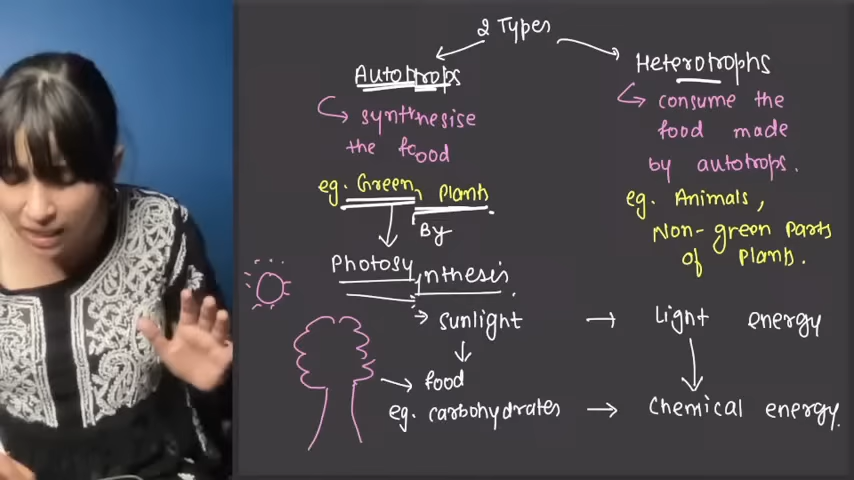 2 Types
Autotrops
synthesise
the food
eg. Green Plants
By
Photosynthesis.
sunlight
food
eg. carbohydrates
Heterotrophs
consume the
food made
by autotrops.
eg. Animals,
Non-green Parts
of Plants.
Light energy
Chemical energy.